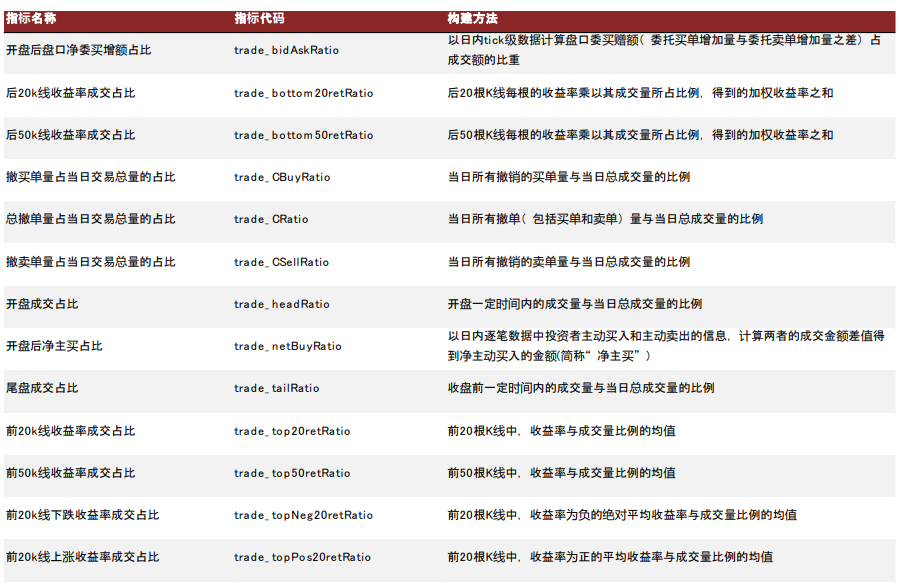 指标名称 指标代码 构建方法
开盘后盘口净委买增额占比 trade_bidAskRatio 以日内tick级数据计算盘口委买赠额(委托买单增加量与委托卖单增加量之差)占
成交额的比重
后20k线收益率成交占比 trade_bottom20retRatio 后20根K线每根的收益率乘以其成交量所占比例，得到的加权收益率之和
后50k线收益率成交占比 trade_bottom50retRatio 后50根K线每根的收益率乘以其成交量所占比例，得到的加权收益率之和
撤买单量占当日交易总量的占比 trade_CBuyRatio 当日所有撤销的买单量与当日总成交量的比例
总撤单量占当日交易总量的占比 trade_CRatio 当日所有撤单(包括买单和卖单)量与当日总成交量的比例
撤卖单量占当日交易总量的占比 trade_CSellRatio 当日所有撤销的卖单量与当日总成交量的比例
开盘成交占比 trade_headRatio 开盘一定时间内的成交量与当日总成交量的比例
开盘后净主买占比 trade_netBuyRatio 以日内逐笔数据中投资者主动买入和主动卖出的信息，计算两者的成交金额差值得
到净主动买入的金额(简称“净主买”)
尾盘成交占比 trade_tailRatio 收盘前一定时间内的成交量与当日总成交量的比例
前20k线收益率成交占比 trade_top20retRatio 前20根K线中，收益率与成交量比例的均值
前50k线收益率成交占比 trade_top50retRatio 前50根K线中，收益率与成交量比例的均值
前20k线下跌收益率成交占比 trade_topNeg20retRatio 前20根K线中，收益率为负的绝对平均收益率与成交量比例的均值
前20k线上涨收益率成交占比 trade_topPos20retRatio 前20根K线中，收益率为正的平均收益率与成交量比例的均值